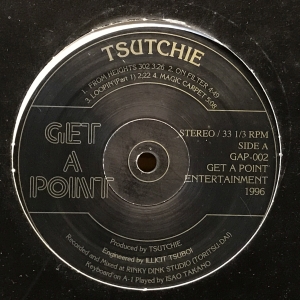 TSUTCHIE
FROM HEIGHTS 302 3:26 2. ON FILTER 4:40
3. LOOPIN'(Part 1) 2:22 4. MAGIC CARPET 5:08
GET
A
POINT
STEREO / 33 1/3 RPM
SIDE A
GAP-002
GET A POINT
ENTERTAINMENT
1996
Produced by TSUTCHIE
Engineered by ILLICIT TSUBOI
Recorded and Mixed at RINKY DINK STUDIO (TORITSU-DAI)
Keyboard on A-1 Played by ISAO TAKANO